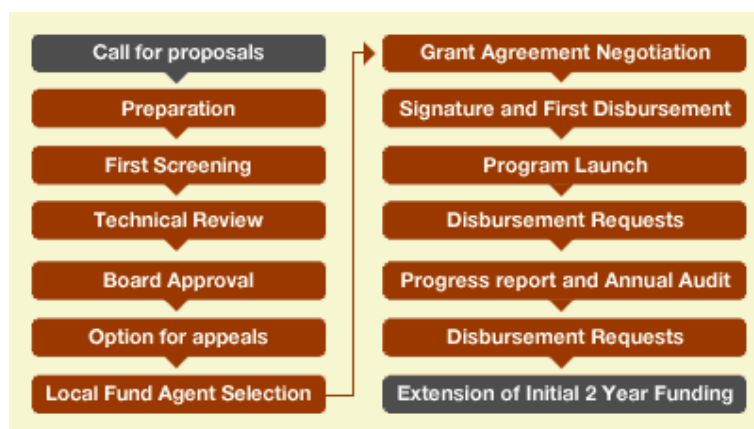 Call for proposals
Preparation
First Screening
Technical Review
Board Approval
Option for appeals
Local Fund Agent Selection
Grant Agreement Negotiation
Signature and First Disbursement
Program Launch
Disbursement Requests
Progress report and Annual Audit
Disbursement Requests
Extension of Initial 2 Year Funding